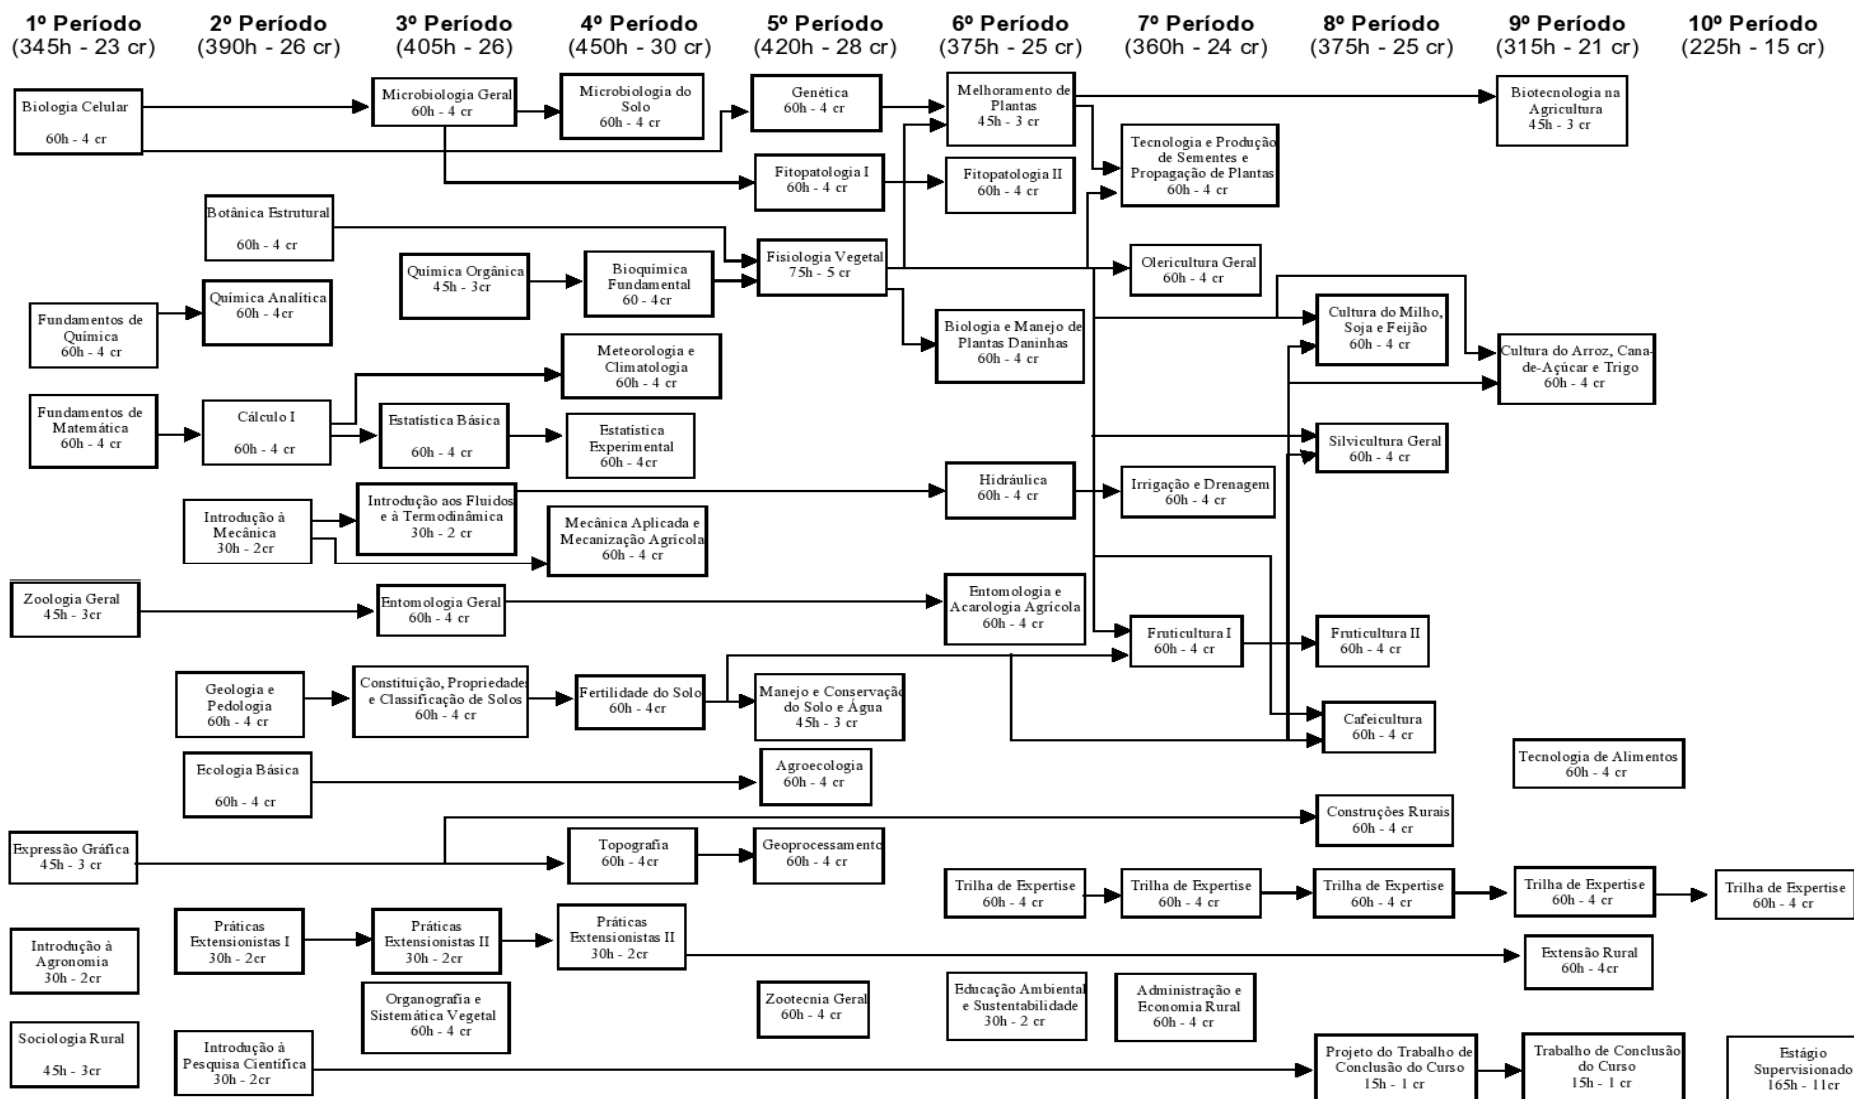 1º Período
(345h - 23 cr)
2º Período
(390h - 26 cr)
3º Período
(405h - 26)
4º Período
(450h - 30 cr)
5º Período
(420h - 28 cr)
6º Período
(375h - 25 cr)
7º Período
(360h - 24 cr)
8º Período
(375h - 25 cr)
9º Período
(315h - 21 cr)
10º Período
(225h - 15 cr)
Biologia Celular
60h - 4 cr
Microbiologia Geral
60h - 4 cr
Microbiologia do
Solo
60h - 4 cr
Genética
60h - 4 cr
Melhoramento de
Plantas
45h - 3 cr
Biotecnologia na
Agricultura
45h - 3 cr
Tecnologia e Produção
de Sementes e
Propagação de Plantas
60h - 4 cr
Fitopatologia I
60h - 4 cr
Fitopatologia II
60h - 4 cr
Botânica Estrutural
60h - 4 cr
Química Orgânica
45h - 3cr
Bioquímica
Fundamental
60 - 4cr
Fisiologia Vegetal
75h - 5 cr
Olericultura Geral
60h - 4 cr
Fundamentos de
Química
60h - 4 cr
Química Analítica
60h - 4cr
Biologia e Manejo de
Plantas Daninhas
60h - 4 cr
Cultura do Milho,
Soja e Feijão
60h - 4 cr
Cultura do Arroz, Cana-
de-Açúcar e Trigo
60h - 4 cr
Meteorologia e
Climatologia
60h - 4 cr
Fundamentos de
Matemática
60h - 4 cr
Cálculo I
60h - 4 cr
Estatística Básica
60h - 4 cr
Estatística
Experimental
60h - 4cr
Silvicultura Geral
60h - 4 cr
Introdução à
Mecânica
30h - 2cr
Introdução aos Fluidos
e à Termodinâmica
30h - 2 cr
Mecânica Aplicada e
Mecanização Agrícola
60h - 4 cr
Hidráulica
60h - 4 cr
Irrigação e Drenagem
60h - 4 cr
Zoologia Geral
45h - 3cr
Entomologia Geral
60h - 4 cr
Entomologia e
Acarologia Agrícola
60h - 4 cr
Fruticultura I
60h - 4 cr
Fruticultura II
60h - 4 cr
Geologia e
Pedologia
60h - 4 cr
Constituição, Propriedades
e Classificação de Solos
60h - 4 cr
Fertilidade do Solo
60h - 4cr
Manejo e Conservação
do Solo e Água
45h - 3 cr
Cafeicultura
60h - 4 cr
Ecologia Básica
60h - 4 cr
Agroecologia
60h - 4 cr
Tecnologia de Alimentos
60h - 4 cr
Construções Rurais
60h - 4 cr
Expressão Gráfica
45h - 3 cr
Topografia
60h - 4cr
Geoprocessamento
60h - 4 cr
Trilha de Expertise
60h - 4 cr
Trilha de Expertise
60h - 4 cr
Trilha de Expertise
60h - 4 cr
Trilha de Expertise
60h - 4 cr
Trilha de Expertise
60h - 4 cr
Introdução à
Agronomia
30h - 2cr
Práticas
Extensionistas I
30h - 2cr
Práticas
Extensionistas II
30h - 2cr
Práticas
Extensionistas II
30h - 2cr
Extensão Rural
60h - 4cr
Organografia e
Sistemática Vegetal
60h - 4 cr
Zootecnia Geral
60h - 4 cr
Educação Ambiental
e Sustentabilidade
30h - 2 cr
Administração e
Economia Rural
60h - 4 cr
Sociologia Rural
45h - 3cr
Introdução à
Pesquisa Científica
30h - 2cr
Projeto do Trabalho de
Conclusão do Curso
15h - 1 cr
Trabalho de Conclusão
do Curso
15h - 1 cr
Estágio
Supervisionado
165h - 11cr